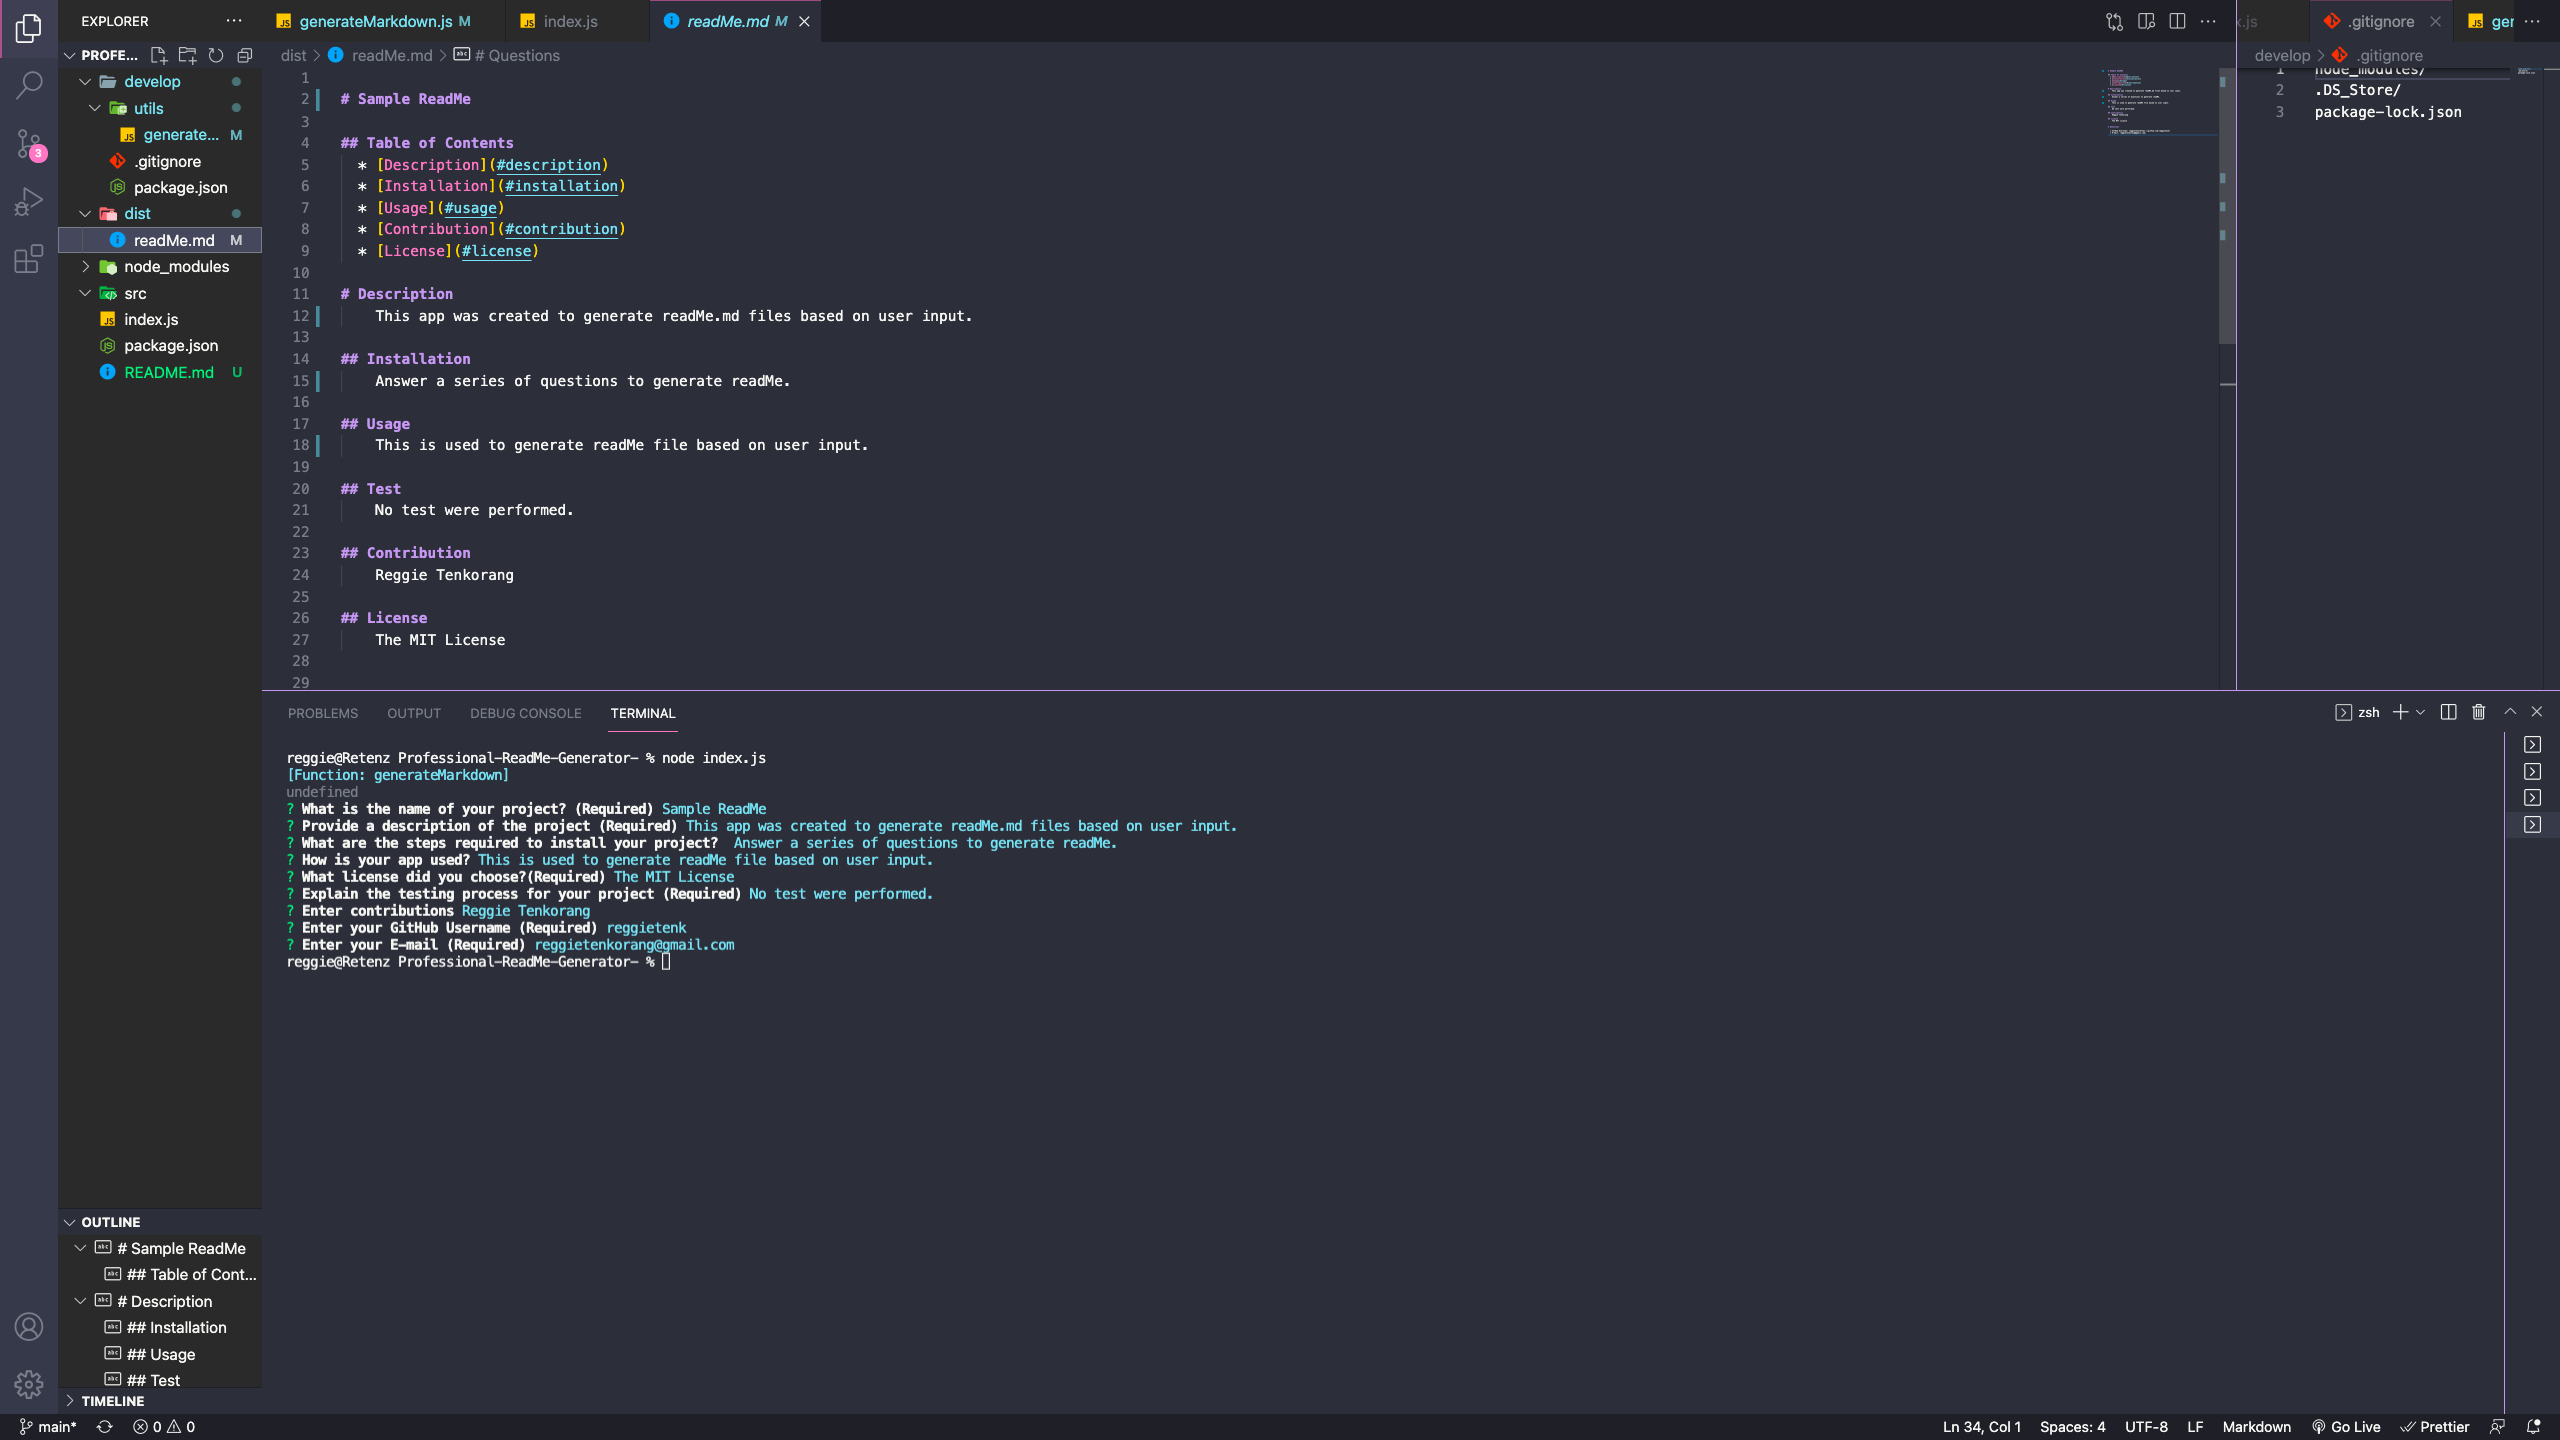 EXPLORER
PROFE...
develop
utils
generate... M
.gitignore
package.json
dist
readMe.md M
node_modules
src
index.js
package.json
README.md U
generateMarkdown.js M
index.js
readMe.md M
dist > readMe.md > # Questions
1
2 # Sample ReadMe
3
4 ## Table of Contents
5 * [Description](#description)
6 * [Installation](#installation)
7 * [Usage](#usage)
8 * [Contribution](#contribution)
9 * [License](#license)
10
11 # Description
12 This app was created to generate readMe.md files based on user input.
13
14 ## Installation
15 Answer a series of questions to generate readMe.
16
17 ## Usage
18 This is used to generate readMe file based on user input.
19
20 ## Test
21 No test were performed.
22
23 ## Contribution
24 Reggie Tenkorang
25
26 ## License
27 The MIT License
28
29
.gitignore
develop > .gitignore
1 node_modules/
2 .DS_Store/
3 package-lock.json
PROBLEMS OUTPUT DEBUG CONSOLE TERMINAL
zsh
reggie@Retenz Professional-ReadMe-Generator- % node index.js
[Function: generateMarkdown]
undefined
? What is the name of your project? (Required) Sample ReadMe
? Provide a description of the project (Required) This app was created to generate readMe.md files based on user input.
? What are the steps required to install your project?  Answer a series of questions to generate readMe.
? How is your app used? This is used to generate readMe file based on user input.
? What license did you choose?(Required) The MIT License
? Explain the testing process for your project (Required) No test were performed.
? Enter contributions Reggie Tenkorang
? Enter your GitHub Username (Required) reggietenk
? Enter your E-mail (Required) reggietenkorang@gmail.com
reggie@Retenz Professional-ReadMe-Generator- %
OUTLINE
# Sample ReadMe
## Table of Cont...
# Description
## Installation
## Usage
## Test
TIMELINE
3
main* 0 0
Ln 34, Col 1 Spaces: 4 UTF-8 LF Markdown Go Live Prettier